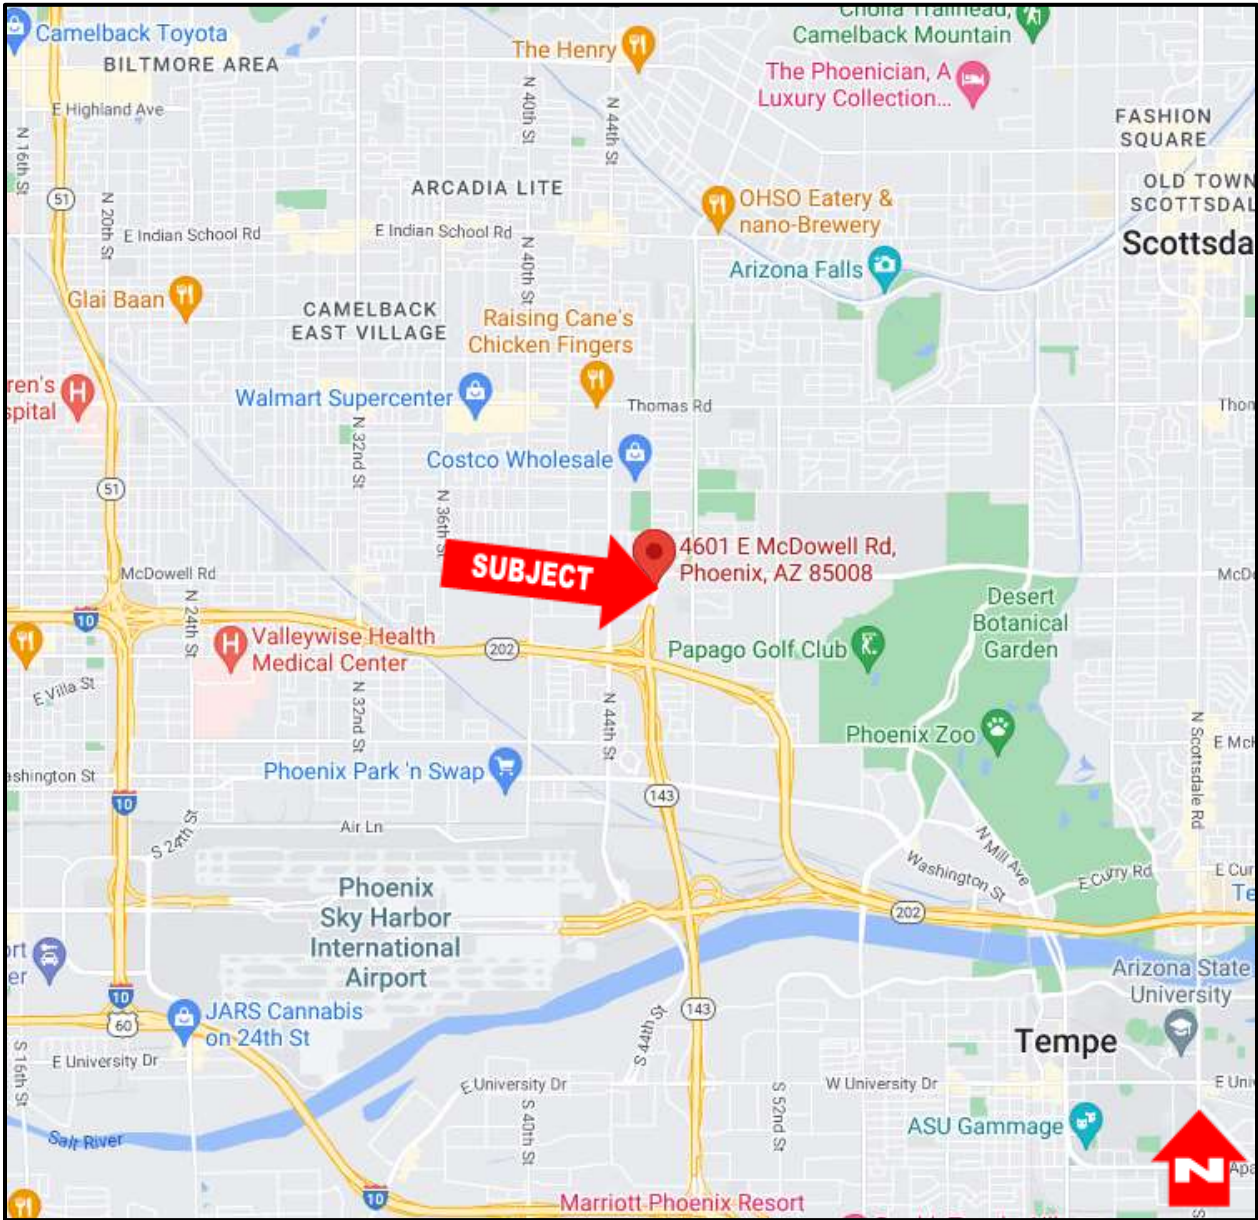 Cholla Trailhead,
Camelback Mountain
Camelback Toyota
The Henry
BILTMORE AREA
The Phoenician, A
Luxury Collection...
E Highland Ave
N 40th St
N 44th St
FASHION
SQUARE
N 16th St
51
N 20th St
ARCADIA LITE
OLD TOWN
SCOTTSDAL
OHSO Eatery &
nano-Brewery
E Indian School Rd
E Indian School Rd
N 40th St
Scottsda
Arizona Falls
Glai Baan
CAMELBACK
EAST VILLAGE
Raising Cane's
Chicken Fingers
ren's
spital
H
Walmart Supercenter
Thomas Rd
Thom
N 32nd St
Costco Wholesale
51
N 36th St
SUBJECT
4601 E McDowell Rd,
Phoenix, AZ 85008
McDowell Rd
McDo
N 24th St
Desert
Botanical
Garden
10
H
Valleywise Health
Medical Center
202
Papago Golf Club
E Villa St
N 32nd St
N 44th St
Phoenix Zoo
N Scottsdale Rd
E McK
ashington St
Phoenix Park 'n Swap
10
143
Air Ln
S 24th St
N Mill Ave
Washington St
E Curry Rd
E Cur
Te
Phoenix
Sky Harbor
International
Airport
202
ort
er
Arizona State
University
10
60
JARS Cannabis
on 24th St
143
S 44th St
Tempe
S 16th St
E University Dr
E University Dr
W University Dr
E Uni
S 40th St
S 52nd St
ASU Gammage
Salt River
N
Apa
10
Marriott Phoenix Resort
S